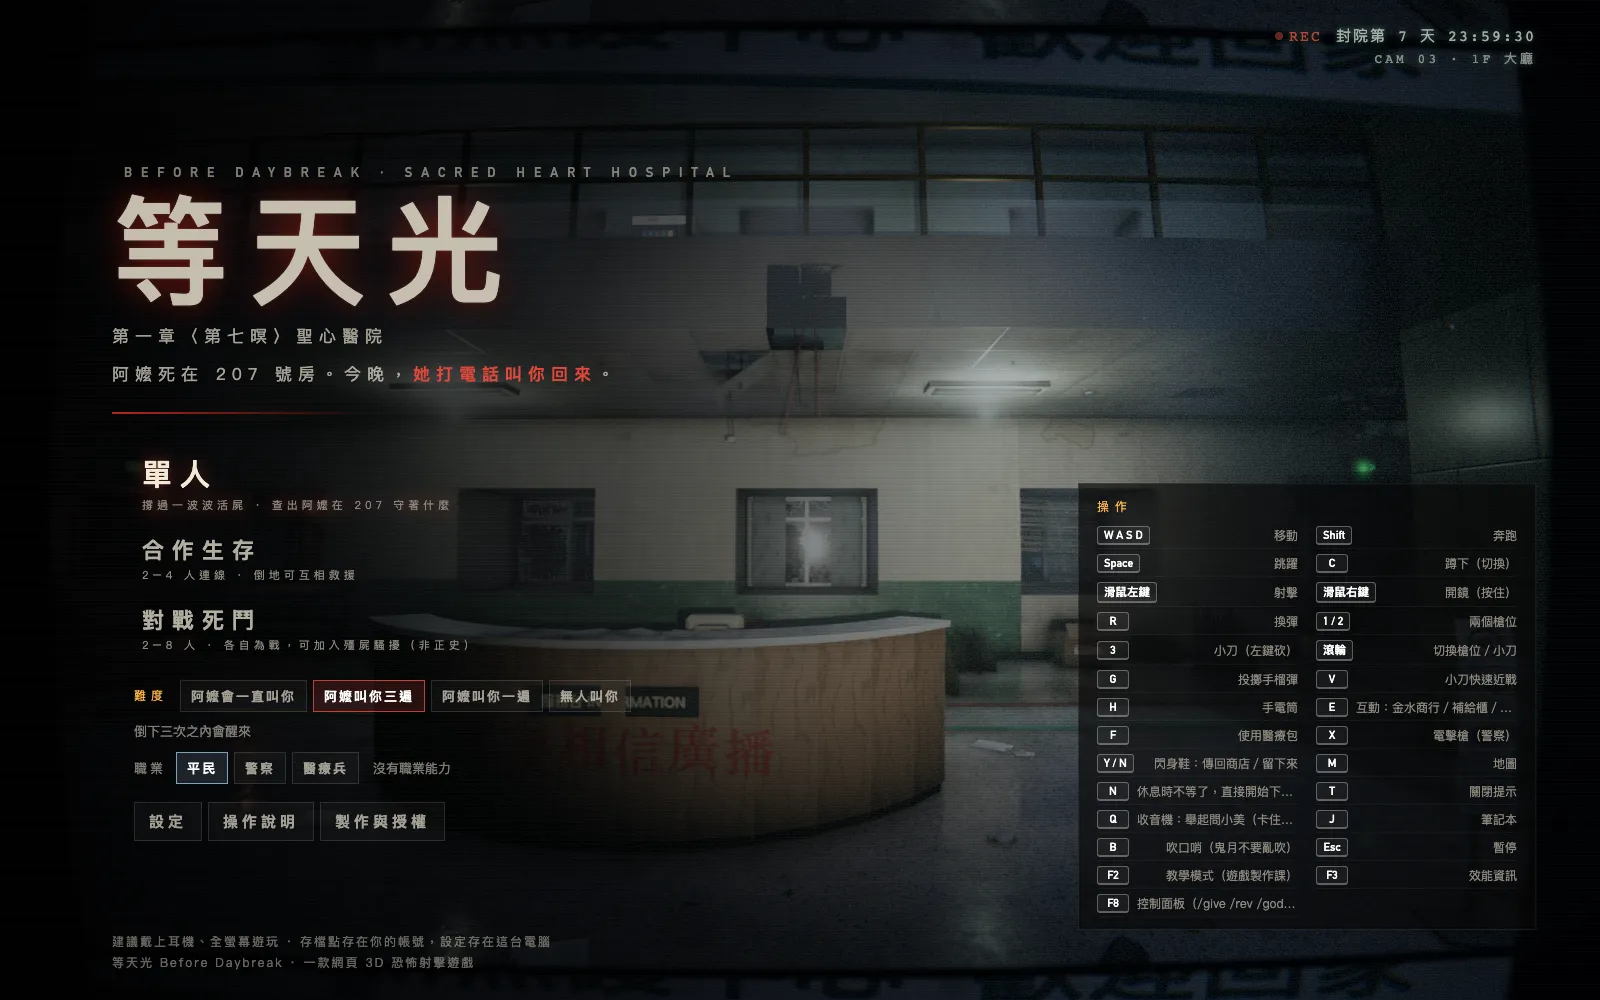 REC 封院第 7 天 23:59:30
CAM 03 · 1F 大廳
BEFORE DAYBREAK · SACRED HEART HOSPITAL
等天光
第一章〈第七暝〉聖心醫院
阿嬤死在 207 號房。今晚，她打電話叫你回來。
單人
撐過一波波活屍 · 查出阿嬤在 207 守著什麼
合作生存
2–4 人連線 · 倒地可互相救援
對戰死鬥
2–8 人 · 各自為戰，可加入殭屍騷擾（非正史）
難度 阿嬤會一直叫你 阿嬤叫你三遍 阿嬤叫你一遍 無人叫你
倒下三次之內會醒來
職業 平民 警察 醫療兵 沒有職業能力
設定 操作說明 製作與授權
建議戴上耳機、全螢幕遊玩 · 存檔點存在你的帳號，設定存在這台電腦
等天光 Before Daybreak · 一款網頁 3D 恐怖射擊遊戲
操作
WASD 移動 Shift 奔跑
Space 跳躍 C 蹲下（切換）
滑鼠左鍵 射擊 滑鼠右鍵 開鏡（按住）
R 換彈 1 / 2 兩個槍位
3 小刀（左鍵砍） 滾輪 切換槍位 / 小刀
G 投擲手榴彈 V 小刀快速近戰
H 手電筒 E 互動：金水商行 / 補給櫃 / ...
F 使用醫療包 X 電擊槍（警察）
Y / N 閃身鞋：傳回商店 / 留下來 M 地圖
N 休息時不等了，直接開始下... T 關閉提示
Q 收音機：舉起問小美（卡住... J 筆記本
B 吹口哨（鬼月不要亂吹） Esc 暫停
F2 教學模式（遊戲製作課） F3 效能資訊
F8 控制面板（/give /rev /god...
MATION
信廣播
歡迎回家